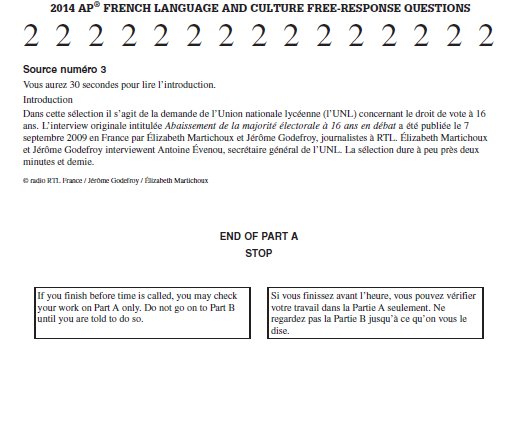 2014 AP® FRENCH LANGUAGE AND CULTURE FREE-RESPONSE QUESTIONS
2 2 2 2 2 2 2 2 2 2 2 2 2 2 2
Source numéro 3
Vous aurez 30 secondes pour lire l'introduction.
Introduction
Dans cette sélection il s'agit de la demande de l'Union nationale lycéenne (l'UNL) concernant le droit de vote à 16
ans. L'interview originale intitulée Abaissement de la majorité électorale à 16 ans en débat a été publiée le 7
septembre 2009 en France par Élizabeth Martichoux et Jérôme Godefroy, journalistes à RTL. Élizabeth Martichoux
et Jérôme Godefroy interviewent Antoine Évenou, secrétaire général de l'UNL. La sélection dure à peu près deux
minutes et demie.
© radio RTL France / Jérôme Godefroy / Élizabeth Martichoux
END OF PART A
STOP
If you finish before time is called, you may check
your work on Part A only. Do not go on to Part B
until you are told to do so.
Si vous finissez avant l'heure, vous pouvez vérifier
votre travail dans la Partie A seulement. Ne
regardez pas la Partie B jusqu'à ce qu'on vous le
dise.